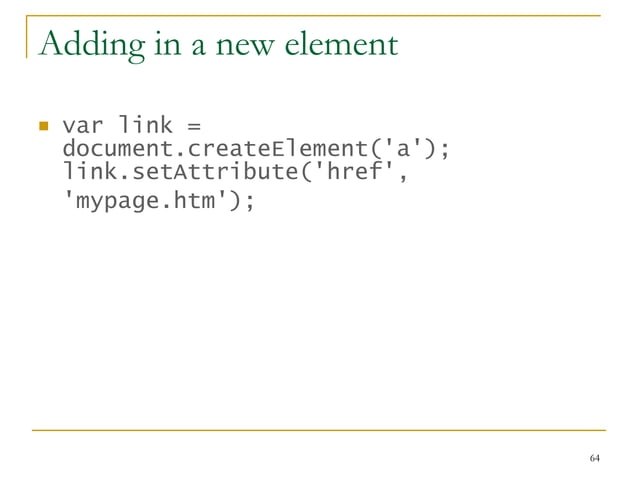 Adding in a new element
var link =
document.createElement('a');
link.setAttribute('href',
'mypage.htm');
64